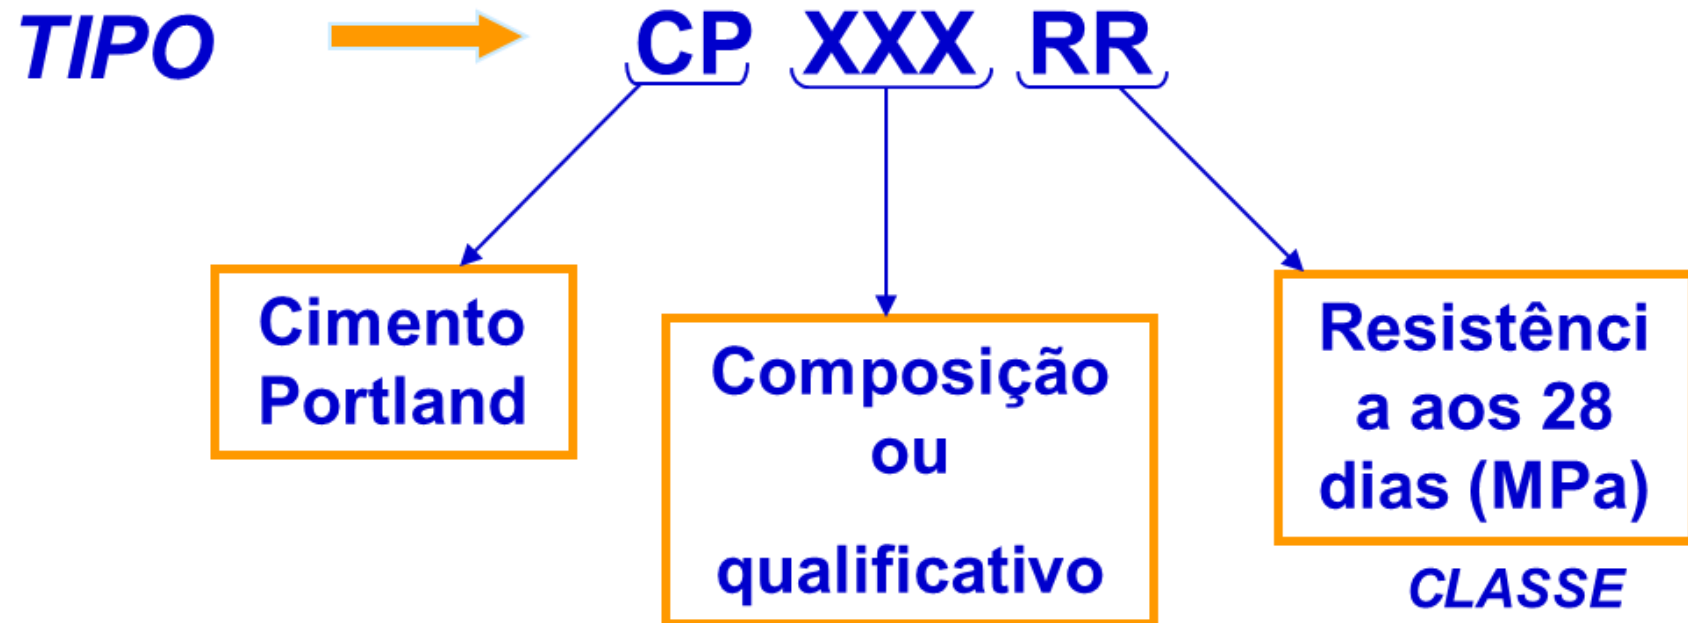 TIPO CP XXX RR
Cimento
Portland
Composição
ou
qualificativo
Resistênci
a aos 28
dias (MPa)
CLASSE